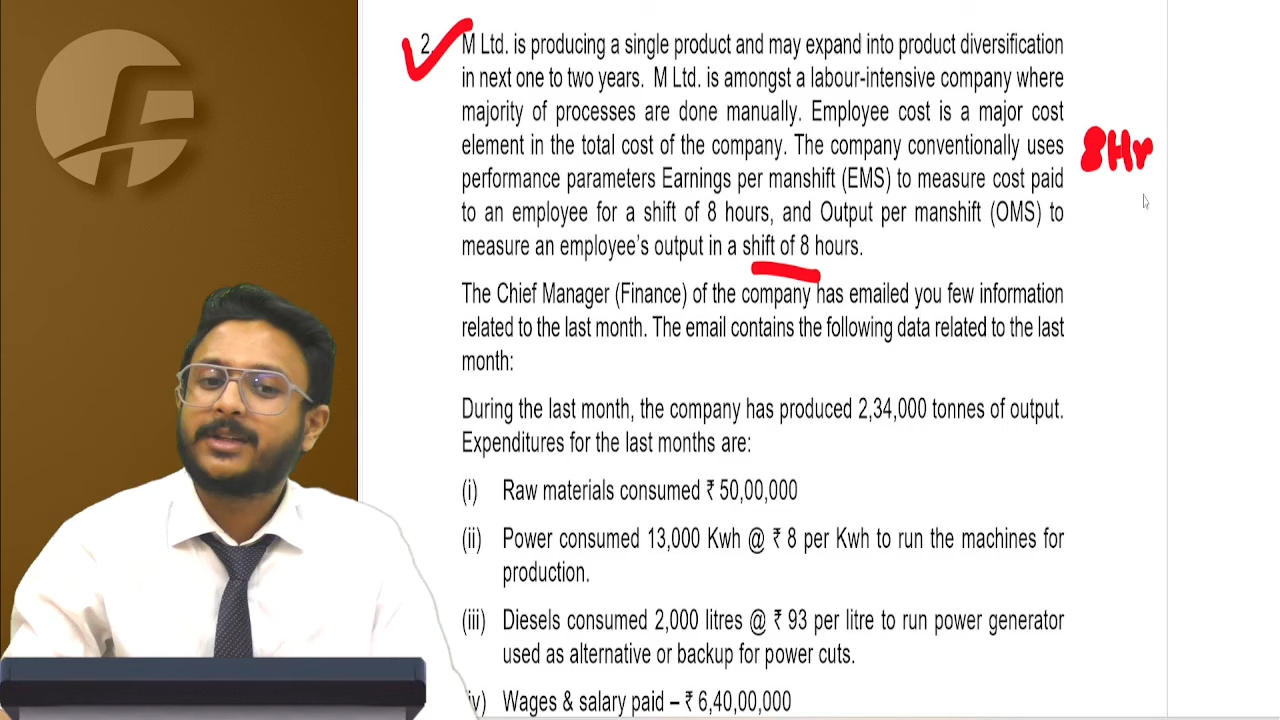 2. M Ltd. is producing a single product and may expand into product diversification
in next one to two years. M Ltd. is amongst a labour-intensive company where
majority of processes are done manually. Employee cost is a major cost
element in the total cost of the company. The company conventionally uses
performance parameters Earnings per manshift (EMS) to measure cost paid
to an employee for a shift of 8 hours, and Output per manshift (OMS) to
measure an employee's output in a shift of 8 hours.
8Hr
The Chief Manager (Finance) of the company has emailed you few information
related to the last month. The email contains the following data related to the last
month:
During the last month, the company has produced 2,34,000 tonnes of output.
Expenditures for the last months are:
(i) Raw materials consumed ₹ 50,00,000
(ii) Power consumed 13,000 Kwh @ ₹ 8 per Kwh to run the machines for
production.
(iii) Diesels consumed 2,000 litres @ ₹ 93 per litre to run power generator
used as alternative or backup for power cuts.
iv) Wages & salary paid – ₹ 6,40,00,000